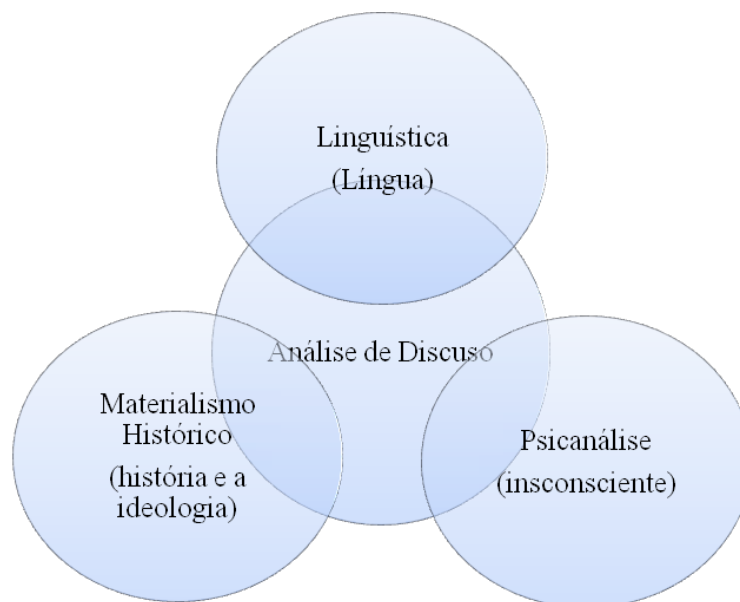 Linguística
(Língua)
Análise de Discuso
Materialismo
Histórico
(história e a
ideologia)
Psicanálise
(insconsciente)